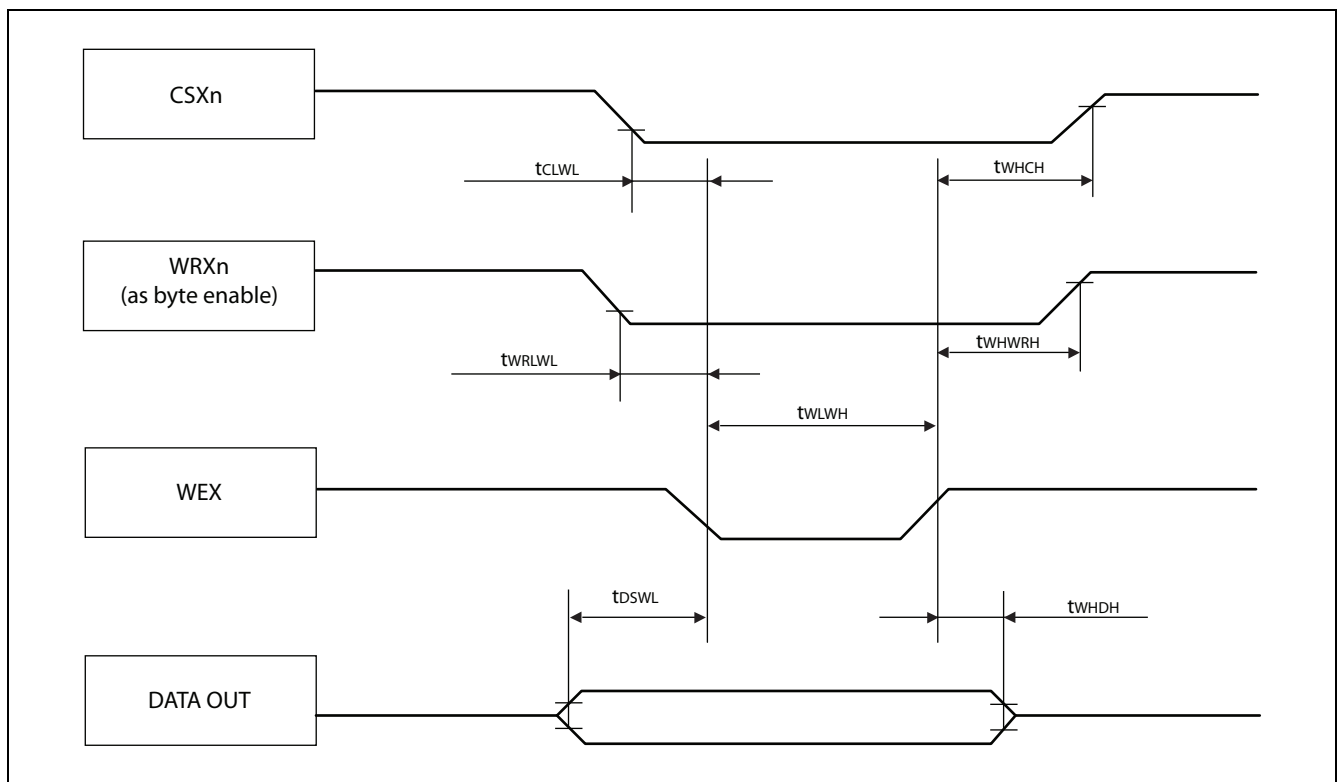 CSXn
tCLWL
tWHCH
WRXn
(as byte enable)
tWRLWL
tWHWRH
tWLWH
WEX
tDSWL
tWHDH
DATA OUT